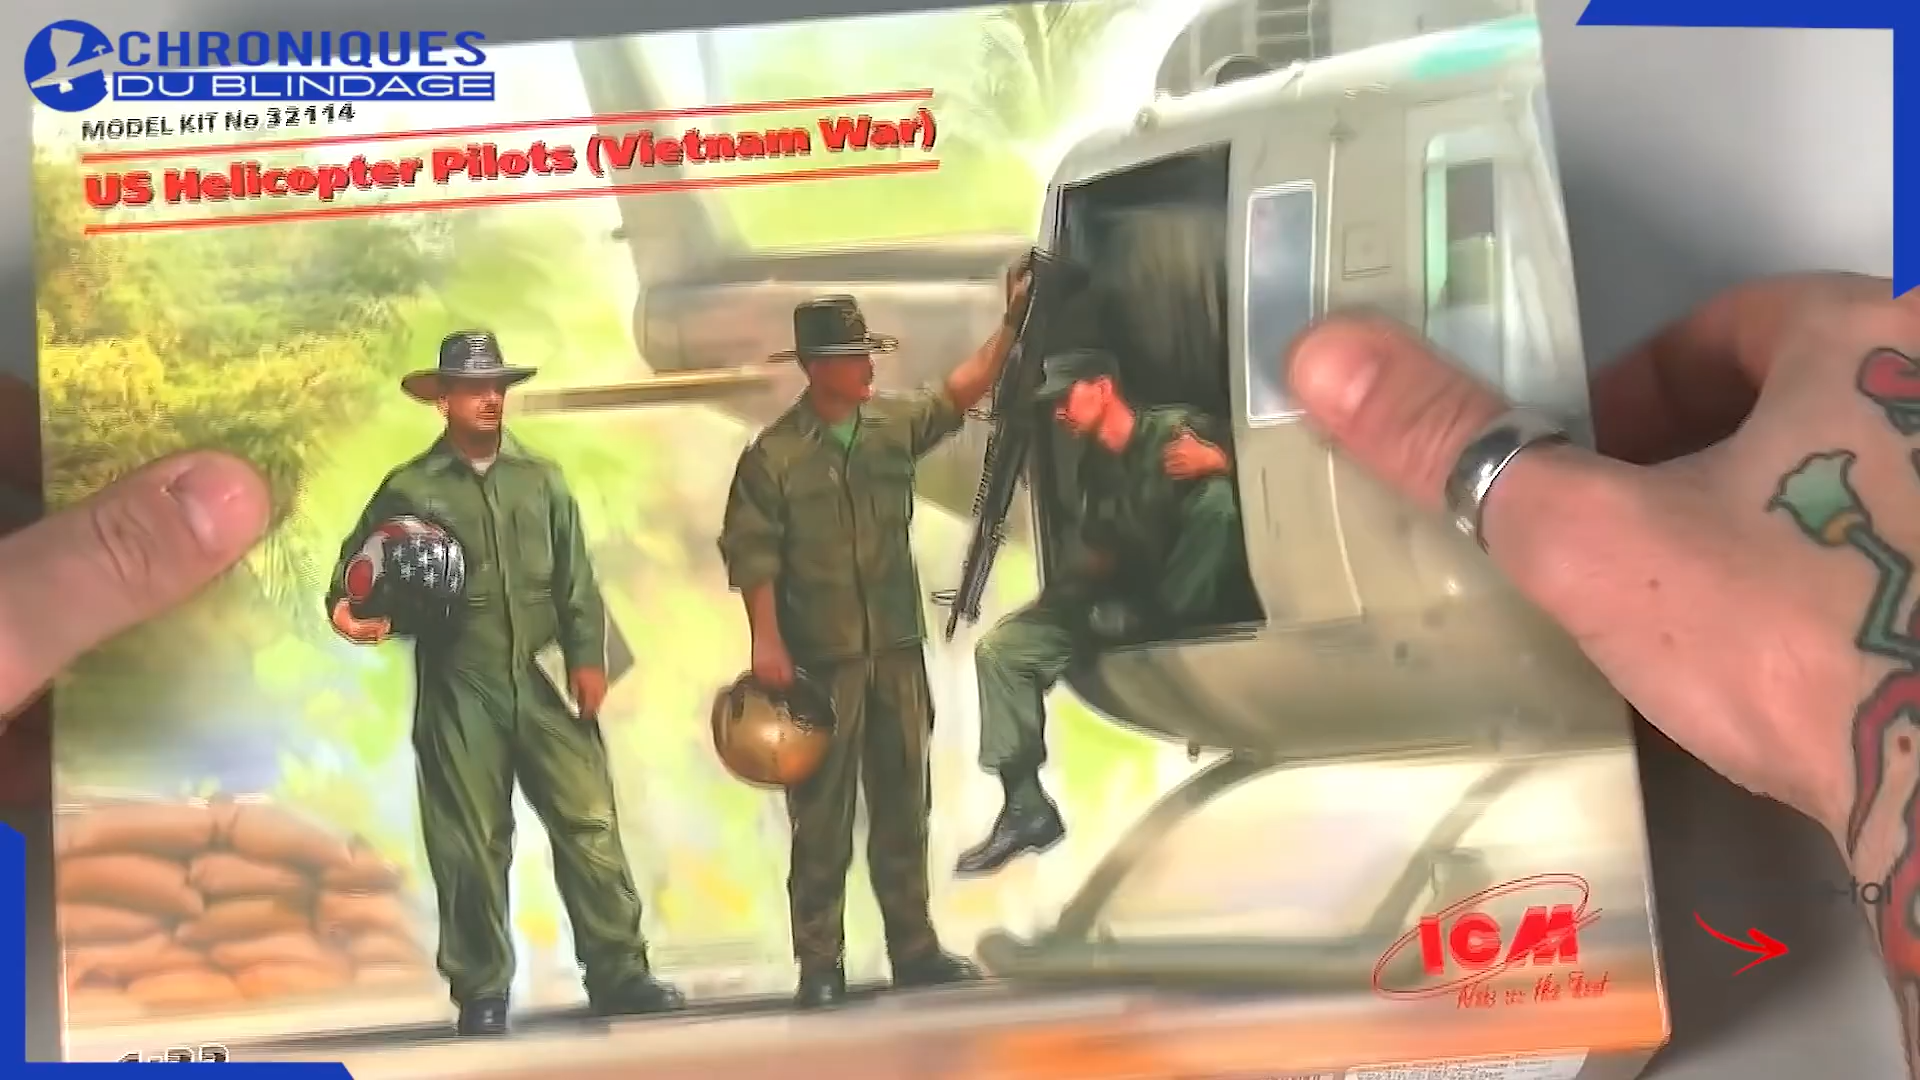 CHRONIQUES
DU BLINDAGE
MODEL KIT No 32114
US Helicopter Pilots (Vietnam War)
ICM